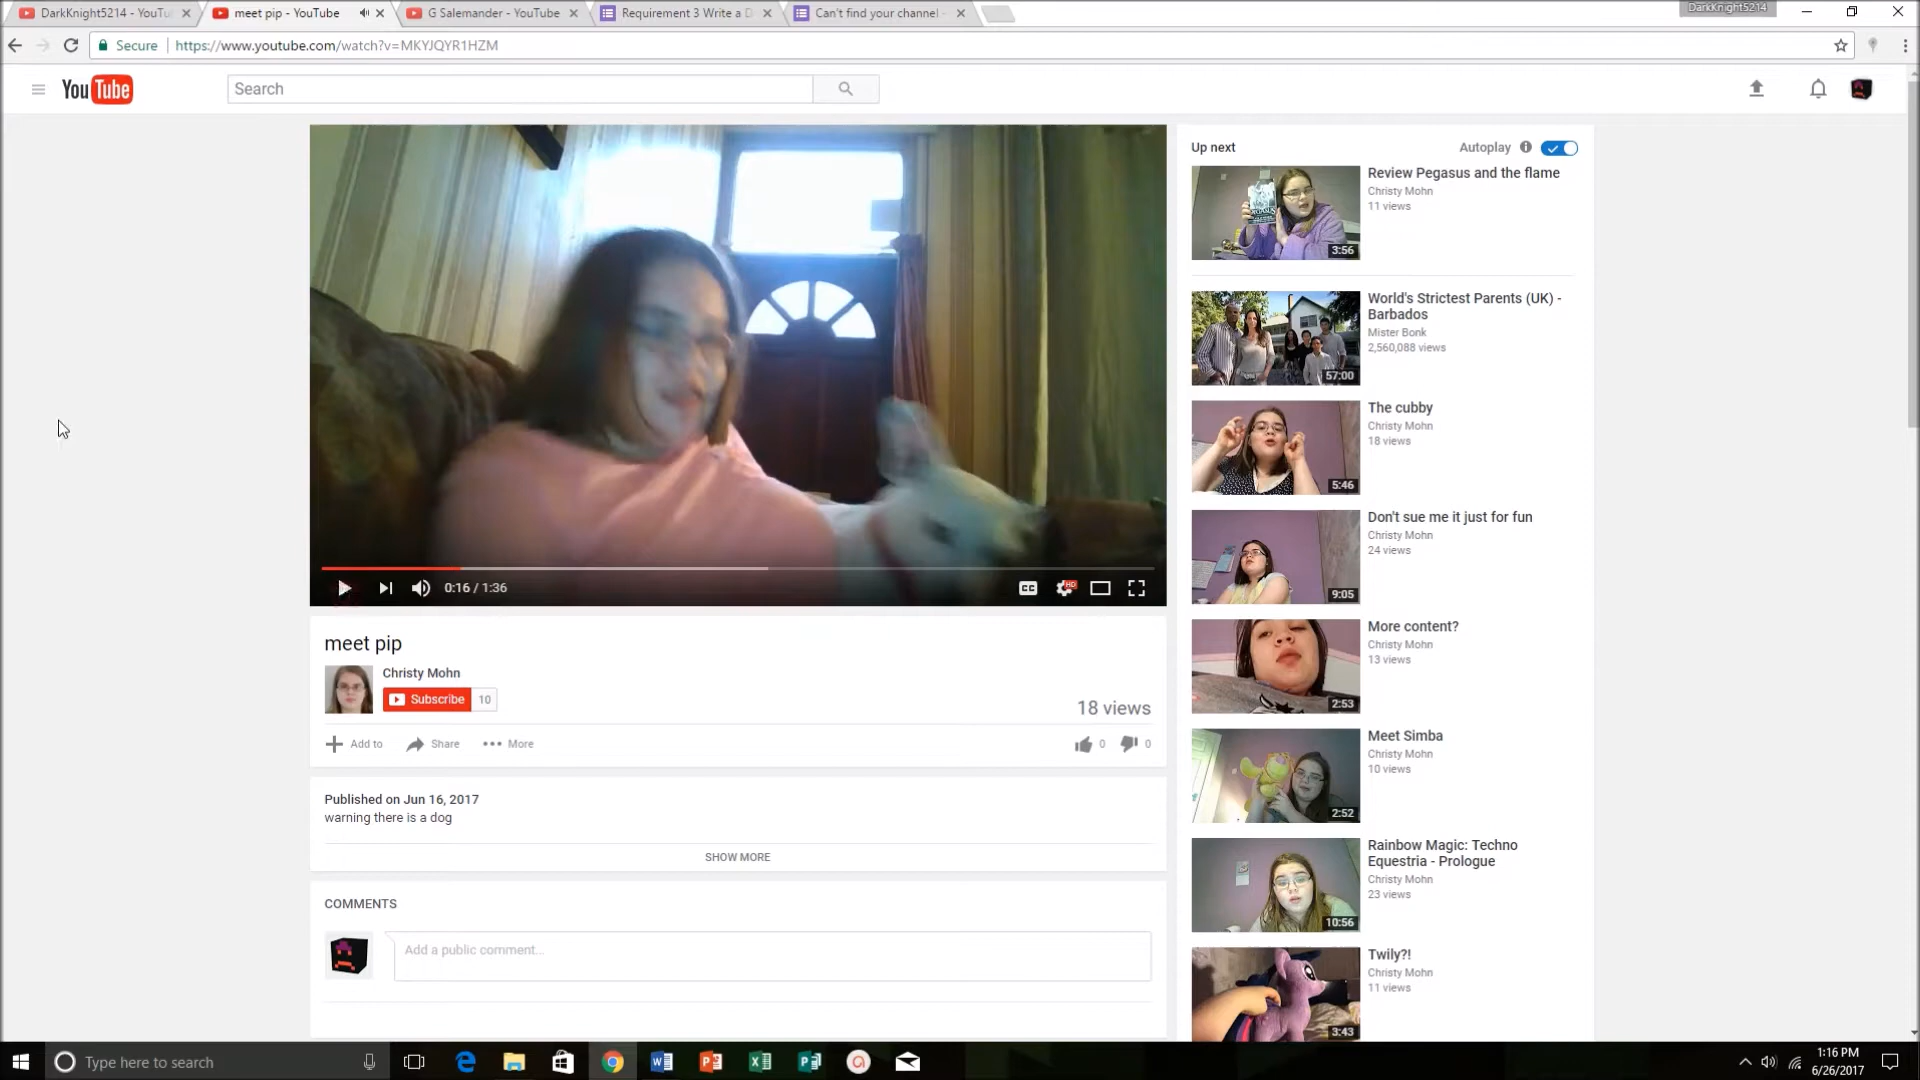 DarkKnight5214 - YouTu
meet pip - YouTube
G Salemander - YouTube
Requirement 3 Write a D
Can't find your channel -
DarkKnight5214
Secure
https://www.youtube.com/watch?v=MKYJQYR1HZM
YouTube
Search
0:16 / 1:36
CC
HD
meet pip
Christy Mohn
Subscribe 10
18 views
Add to
Share
More
0
0
Published on Jun 16, 2017
warning there is a dog
SHOW MORE
COMMENTS
Add a public comment...
Up next
Autoplay
Review Pegasus and the flame
Christy Mohn
11 views
3:56
World's Strictest Parents (UK) -
Barbados
Mister Bonk
2,560,088 views
57:00
The cubby
Christy Mohn
18 views
5:46
Don't sue me it just for fun
Christy Mohn
24 views
9:05
More content?
Christy Mohn
13 views
2:53
Meet Simba
Christy Mohn
10 views
2:52
Rainbow Magic: Techno
Equestria - Prologue
Christy Mohn
23 views
10:56
Twily?!
Christy Mohn
11 views
3:43
Type here to search
1:16 PM
6/26/2017